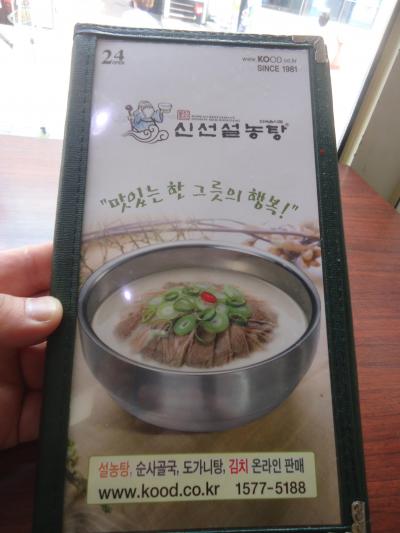 24 OPEN
www.KOOD.co.kr
SINCE 1981
신선설농탕
"맛있는 한 그릇의 행복!"
설농탕, 순사골국, 도가니탕, 김치 온라인 판매
www.kood.co.kr 1577-5188